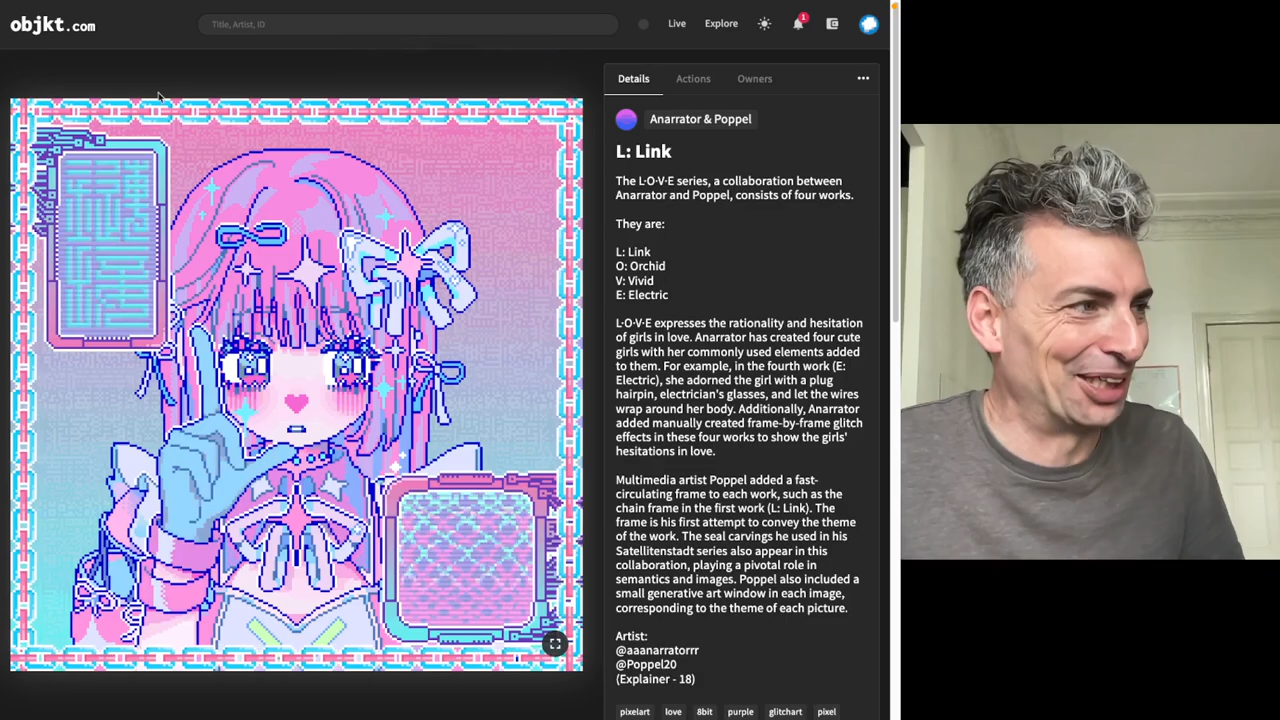 objkt.com
Title, Artist, ID
Live
Explore
1
Details
Actions
Owners
Anarrator & Poppel
L: Link
The L·O·V·E series, a collaboration between
Anarrator and Poppel, consists of four works.
They are:
L: Link
O: Orchid
V: Vivid
E: Electric
L·O·V·E expresses the rationality and hesitation
of girls in love. Anarrator has created four cute
girls with her commonly used elements added
to them. For example, in the fourth work (E:
Electric), she adorned the girl with a plug
hairpin, electrician's glasses, and let the wires
wrap around her body. Additionally, Anarrator
added manually created frame-by-frame glitch
effects in these four works to show the girls'
hesitations in love.
Multimedia artist Poppel added a fast-
circulating frame to each work, such as the
chain frame in the first work (L: Link). The
frame is his first attempt to convey the theme
of the work. The seal carvings he used in his
Satellitenstadt series also appear in this
collaboration, playing a pivotal role in
semantics and images. Poppel also included a
small generative art window in each image,
corresponding to the theme of each picture.
Artist:
@aaanarratorrr
@Poppel20
(Explainer - 18)
pixelart
love
8bit
purple
glitchart
pixel